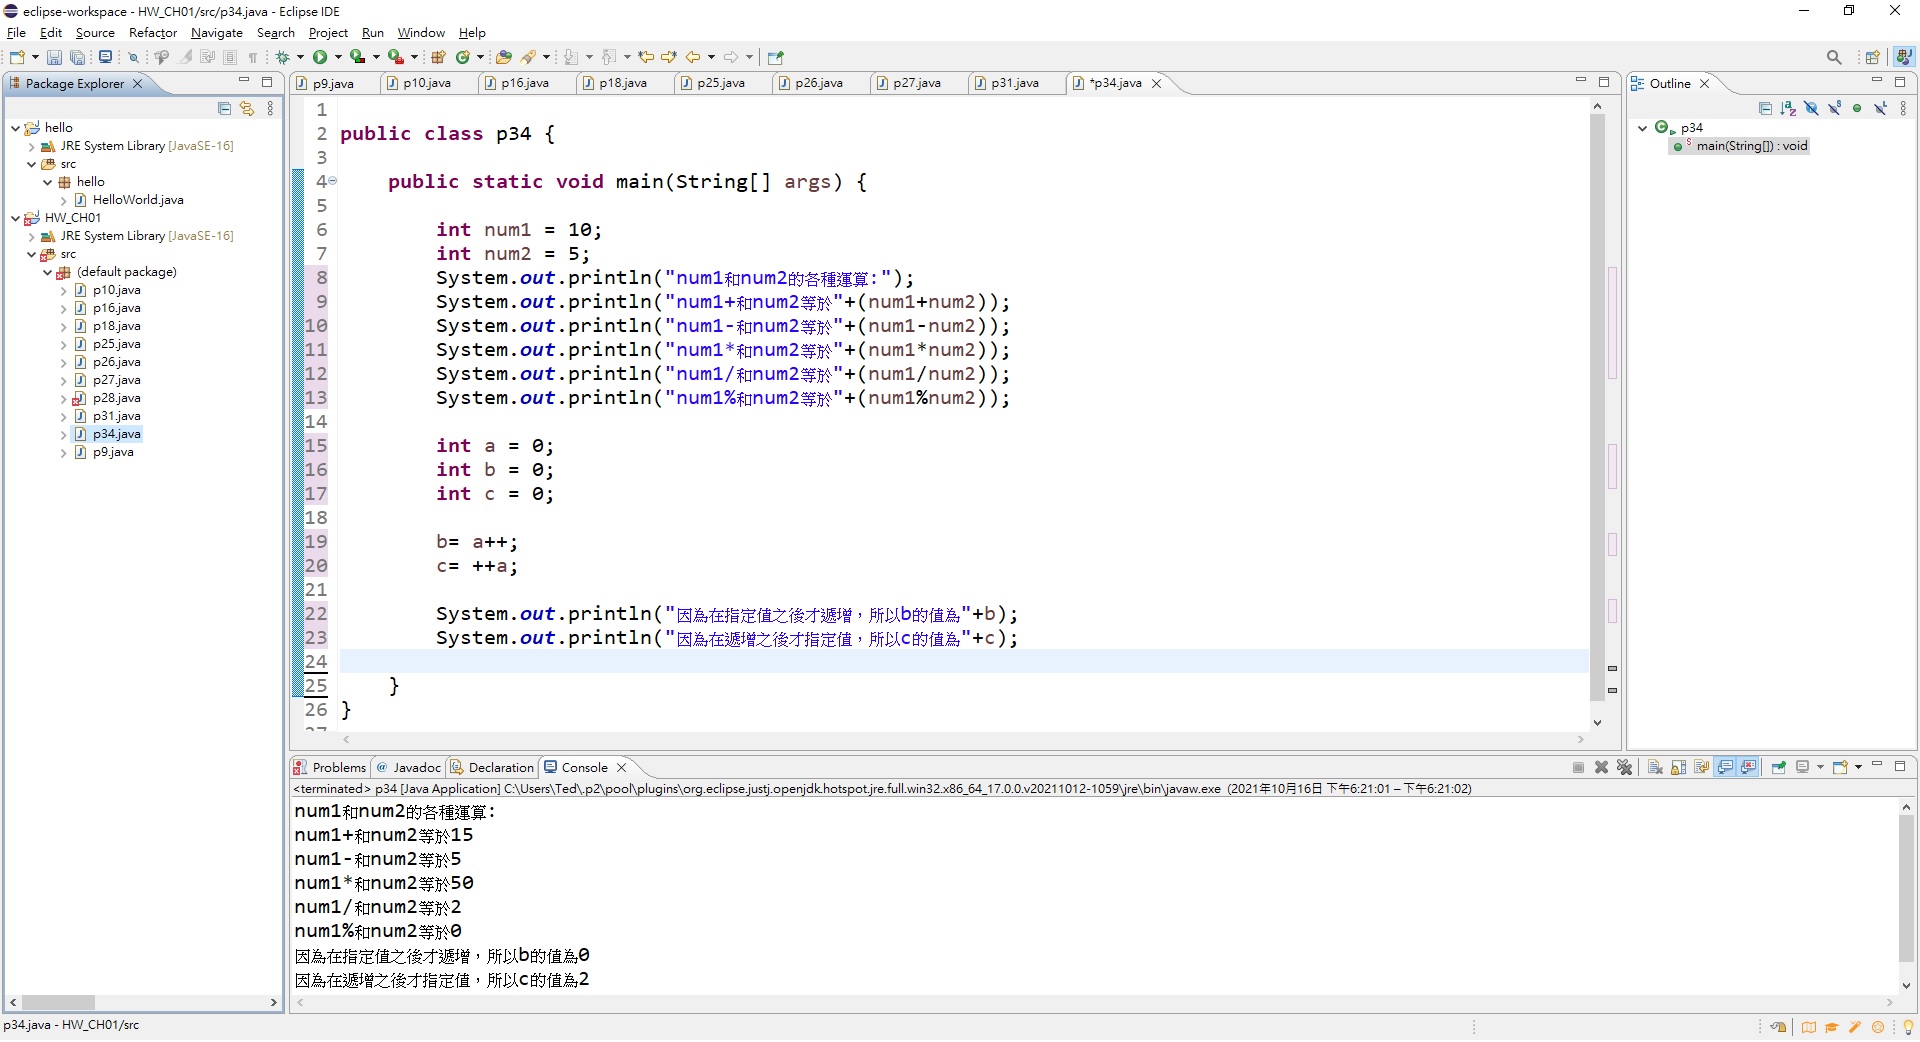 eclipse-workspace - HW_CH01/src/p34.java - Eclipse IDE
File Edit Source Refactor Navigate Search Project Run Window Help
Package Explorer
hello
JRE System Library [JavaSE-16]
src
hello
HelloWorld.java
HW_CH01
JRE System Library [JavaSE-16]
src
(default package)
p10.java
p16.java
p18.java
p25.java
p26.java
p27.java
p28.java
p31.java
p34.java
p9.java
p9.java p10.java p16.java p18.java p25.java p26.java p27.java p31.java *p34.java
1
2 public class p34 {
3
4 public static void main(String[] args) {
5
6 int num1 = 10;
7 int num2 = 5;
8 System.out.println("num1和num2的各種運算:");
9 System.out.println("num1+和num2等於"+(num1+num2));
10 System.out.println("num1-和num2等於"+(num1-num2));
11 System.out.println("num1*和num2等於"+(num1*num2));
12 System.out.println("num1/和num2等於"+(num1/num2));
13 System.out.println("num1%和num2等於"+(num1%num2));
14
15 int a = 0;
16 int b = 0;
17 int c = 0;
18
19 b= a++;
20 c= ++a;
21
22 System.out.println("因為在指定值之後才遞增，所以b的值為"+b);
23 System.out.println("因為在遞增之後才指定值，所以c的值為"+c);
24
25 }
26 }
27
Outline
p34
main(String[]) : void
Problems Javadoc Declaration Console
<terminated> p34 [Java Application] C:\Users\Ted\.p2\pool\plugins\org.eclipse.justj.openjdk.hotspot.jre.full.win32.x86_64_17.0.0.v20211012-1059\jre\bin\javaw.exe (2021年10月16日 下午6:21:01 – 下午6:21:02)
num1和num2的各種運算:
num1+和num2等於15
num1-和num2等於5
num1*和num2等於50
num1/和num2等於2
num1%和num2等於0
因為在指定值之後才遞增，所以b的值為0
因為在遞增之後才指定值，所以c的值為2
p34.java - HW_CH01/src